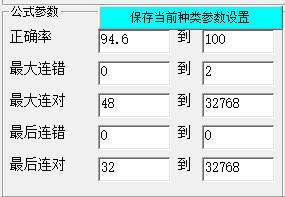 公式参数 保存当前种类参数设置
正确率 94.6 到 100
最大连错 0 到 2
最大连对 48 到 32768
最后连错 0 到 0
最后连对 32 到 32768